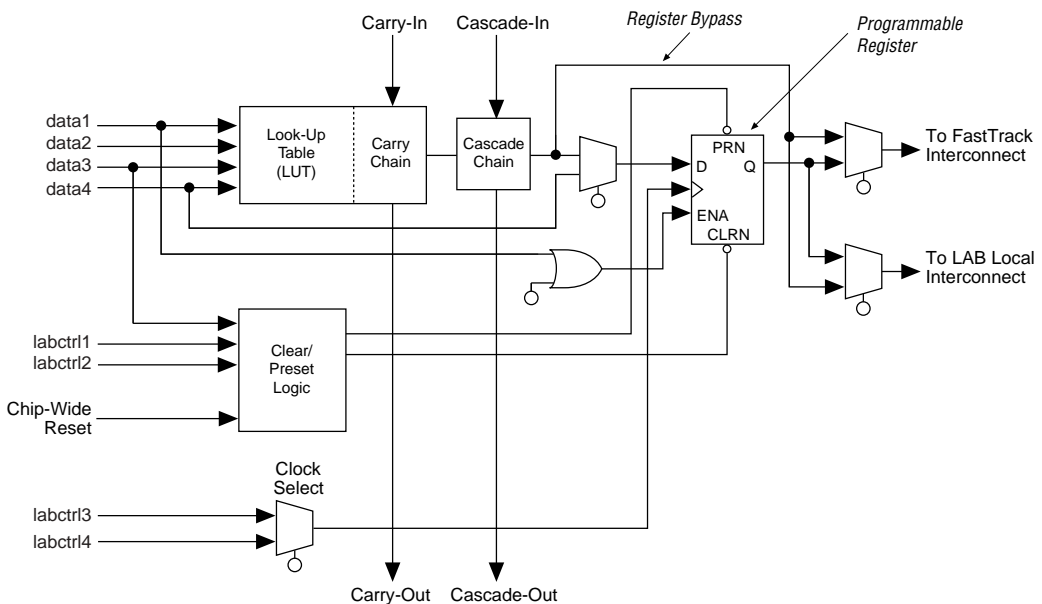 Carry-In
Cascade-In
Register Bypass
Programmable
Register
data1
data2
data3
data4
Look-Up
Table
(LUT)
Carry
Chain
Cascade
Chain
PRN
D
Q
ENA
CLRN
To FastTrack
Interconnect
To LAB Local
Interconnect
labctrl1
labctrl2
Clear/
Preset
Logic
Chip-Wide
Reset
Clock
Select
labctrl3
labctrl4
Carry-Out
Cascade-Out